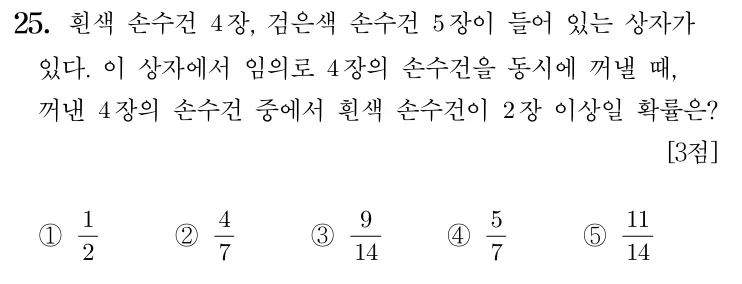 25. 흰색 손수건 4장, 검은색 손수건 5장이 들어 있는 상자가
있다. 이 상자에서 임의로 4장의 손수건을 동시에 꺼낼 때,
꺼낸 4장의 손수건 중에서 흰색 손수건이 2장 이상일 확률은?
[3점]
① 1/2 ② 4/7 ③ 9/14 ④ 5/7 ⑤ 11/14